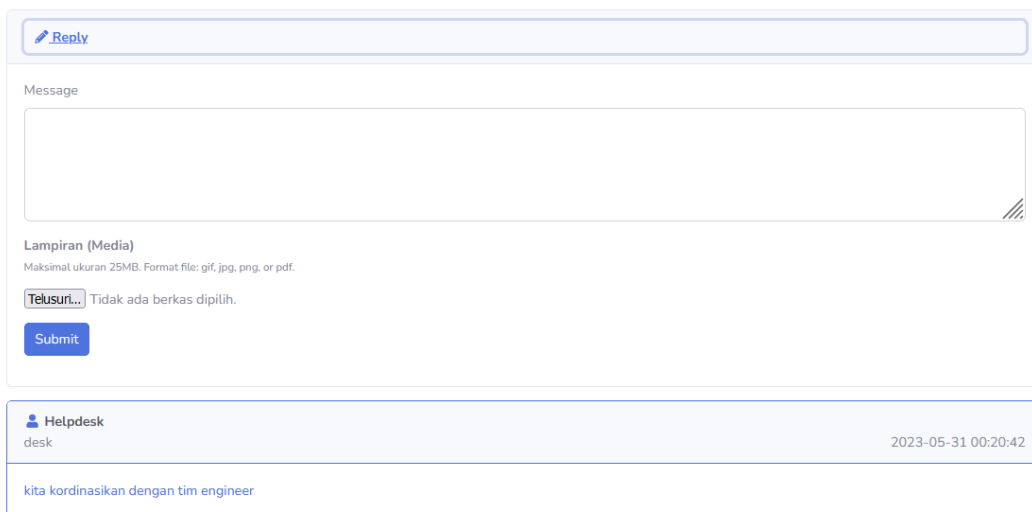 Reply
Message
Lampiran (Media)
Maksimal ukuran 25MB. Format file: gif, jpg, png, or pdf.
Telusuri... Tidak ada berkas dipilih.
Submit
Helpdesk
desk 2023-05-31 00:20:42
kita kordinasikan dengan tim engineer